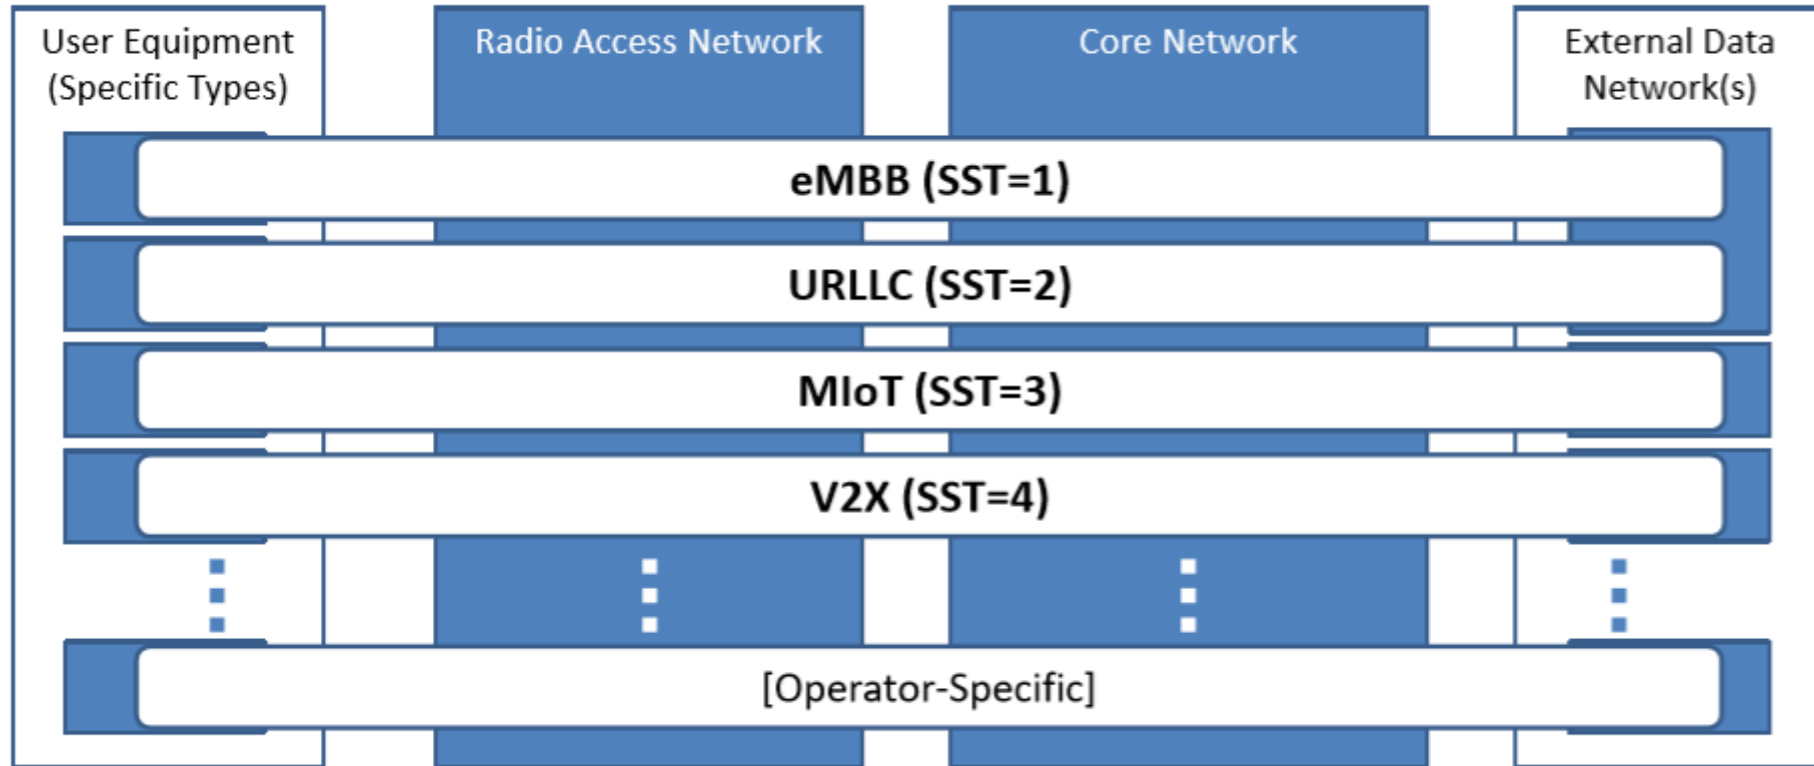 User Equipment
(Specific Types)
Radio Access Network
Core Network
External Data
Network(s)
eMBB (SST=1)
URLLC (SST=2)
MIoT (SST=3)
V2X (SST=4)
[Operator-Specific]